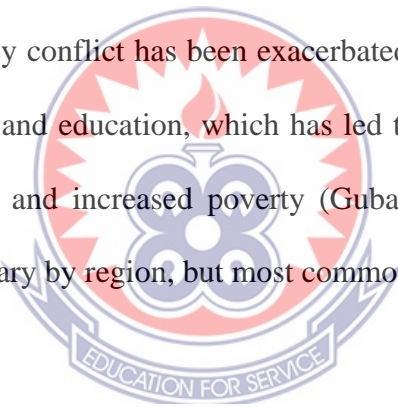 y conflict has been exacerbated
and education, which has led t
and increased poverty (Guba
ary by region, but most commo
EDUCATION FOR SERVICE